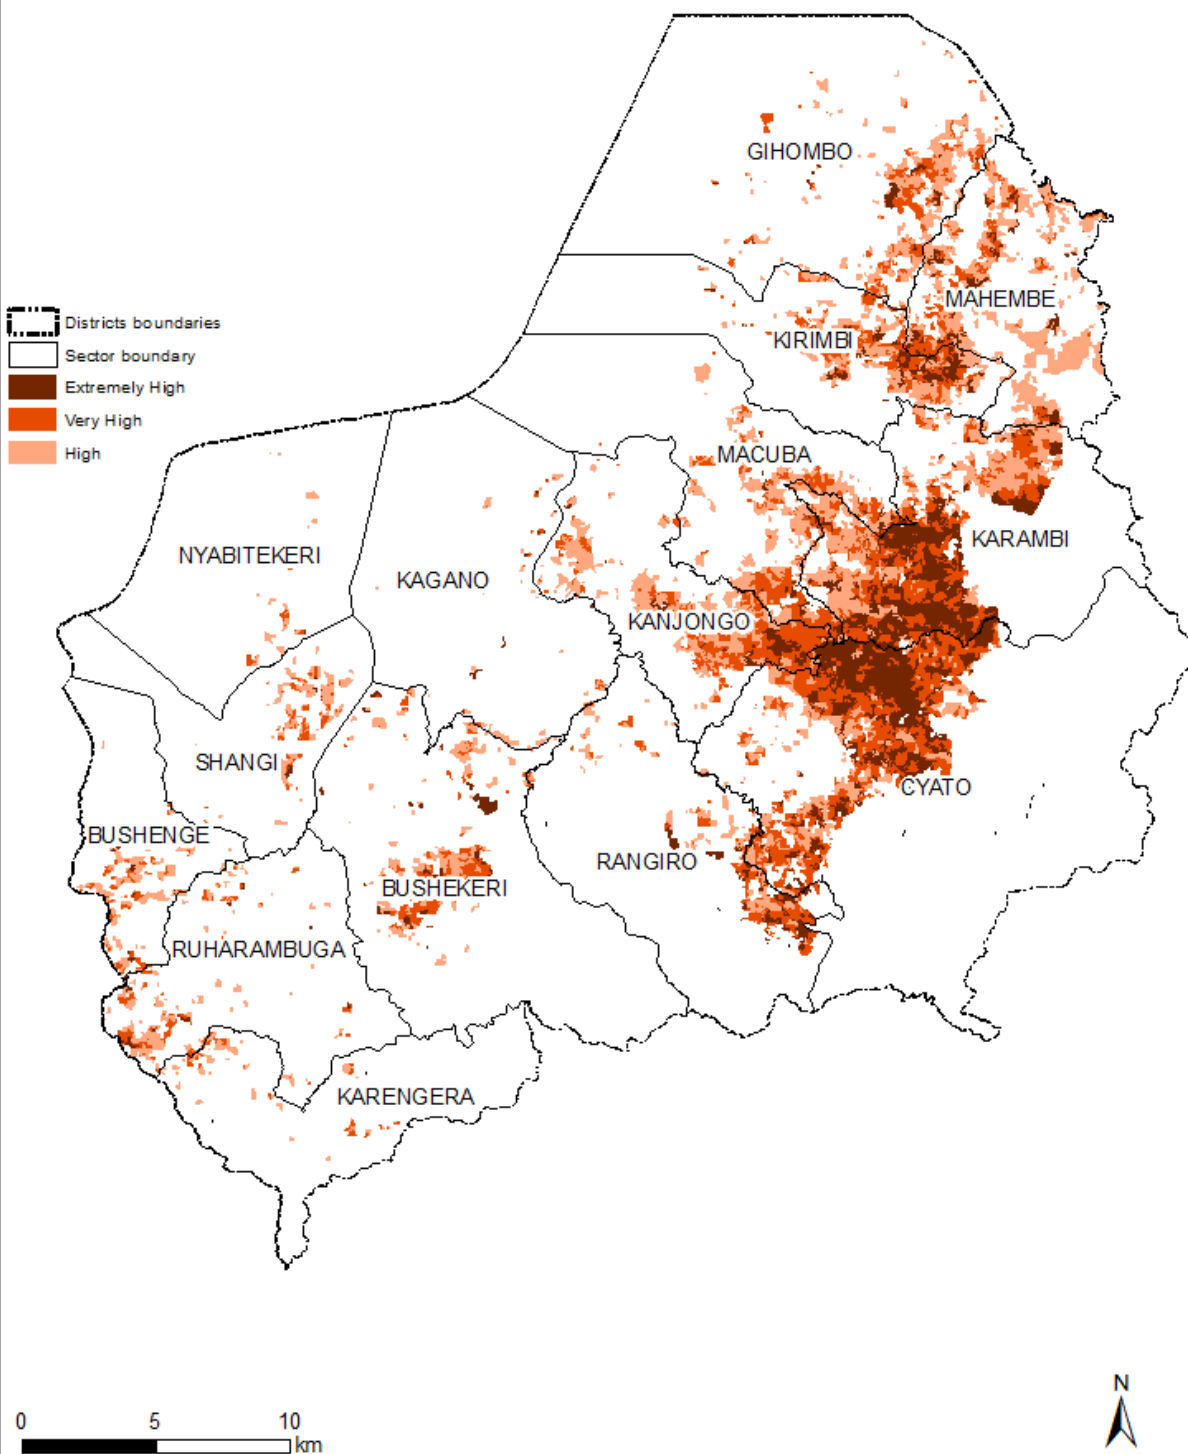 GIHOMBO
MAHEMBE
Districts boundaries
KIRIMBI
Sector boundary
Extremely High
Very High
High
MACUBA
KARAMBI
NYABITEKERI
KAGANO
KANJONGO
SHANGI
CYATO
BUSHENGE
RANGIRO
BUSHEKERI
RUHARAMBUGA
KARENGERA
N
0 5 10
km